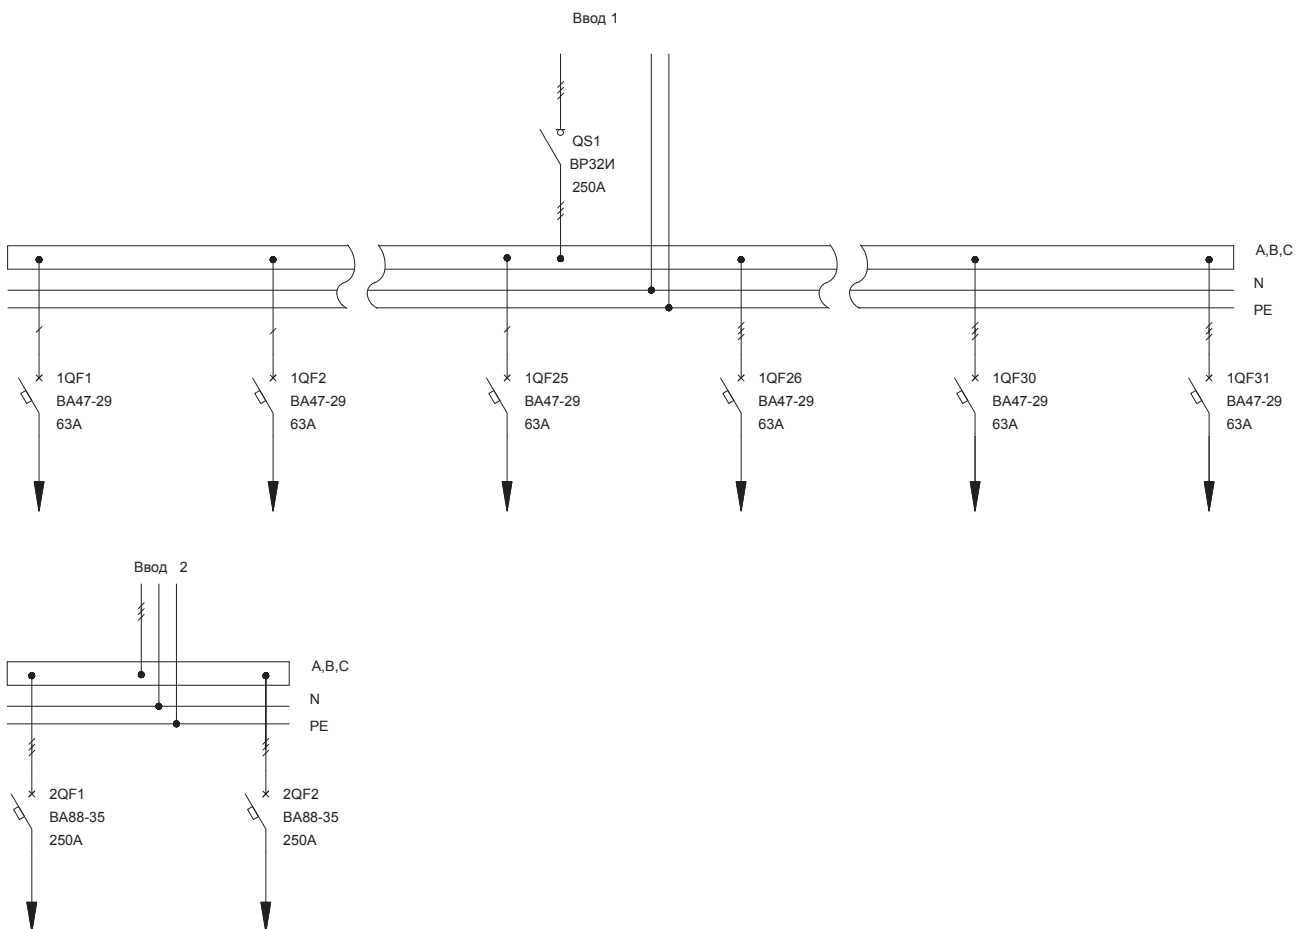 Ввод 1
QS1
ВР32И
250А
A,B,C
N
PE
1QF1
ВА47-29
63А
1QF2
ВА47-29
63А
1QF25
ВА47-29
63А
1QF26
ВА47-29
63А
1QF30
ВА47-29
63А
1QF31
ВА47-29
63А
Ввод 2
A,B,C
N
PE
2QF1
ВА88-35
250А
2QF2
ВА88-35
250А